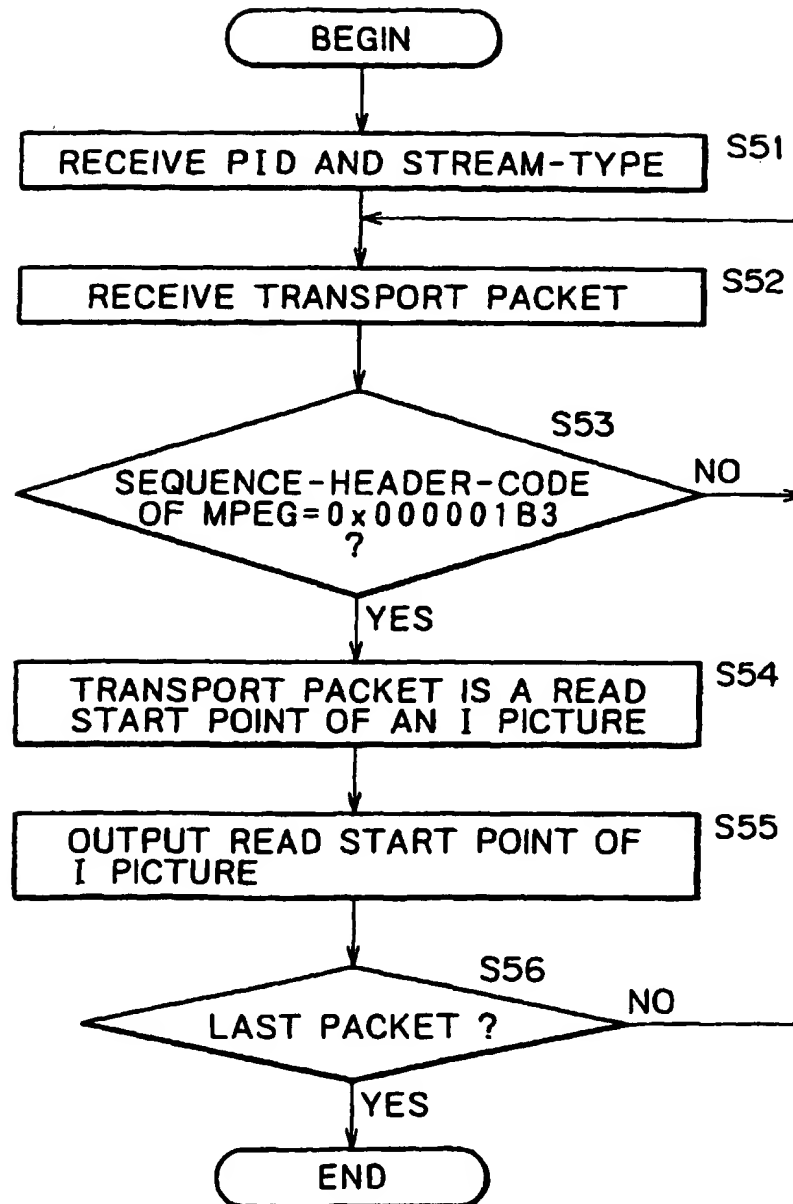 BEGIN
RECEIVE PID AND STREAM-TYPE
S51
RECEIVE TRANSPORT PACKET
S52
S53
SEQUENCE-HEADER-CODE
OF MPEG=0x000001B3
?
NO
YES
TRANSPORT PACKET IS A READ
START POINT OF AN I PICTURE
S54
OUTPUT READ START POINT OF
I PICTURE
S55
S56
LAST PACKET ?
NO
YES
END